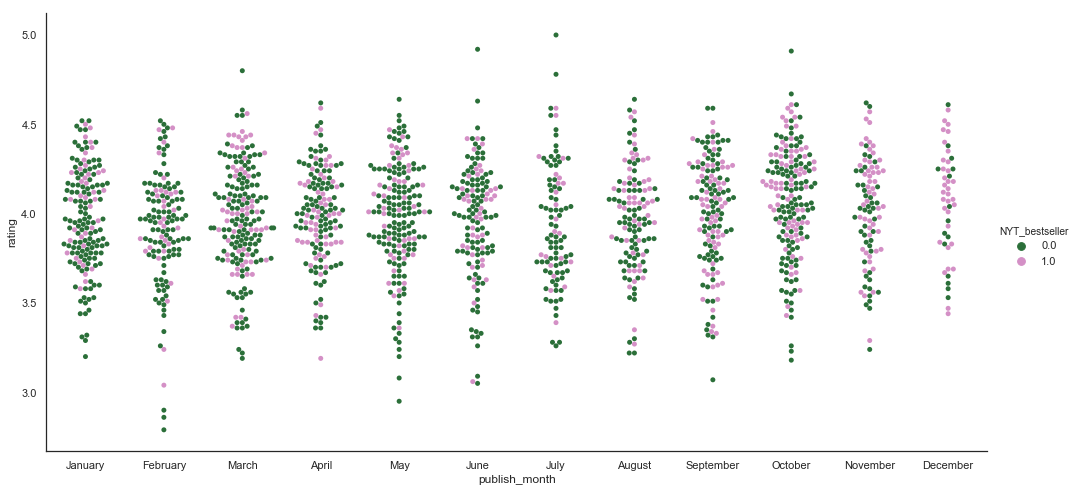 5.0
4.5
4.0
3.5
3.0
rating
January February March April May June July August September October November December
publish_month
NYT_bestseller
0.0
1.0